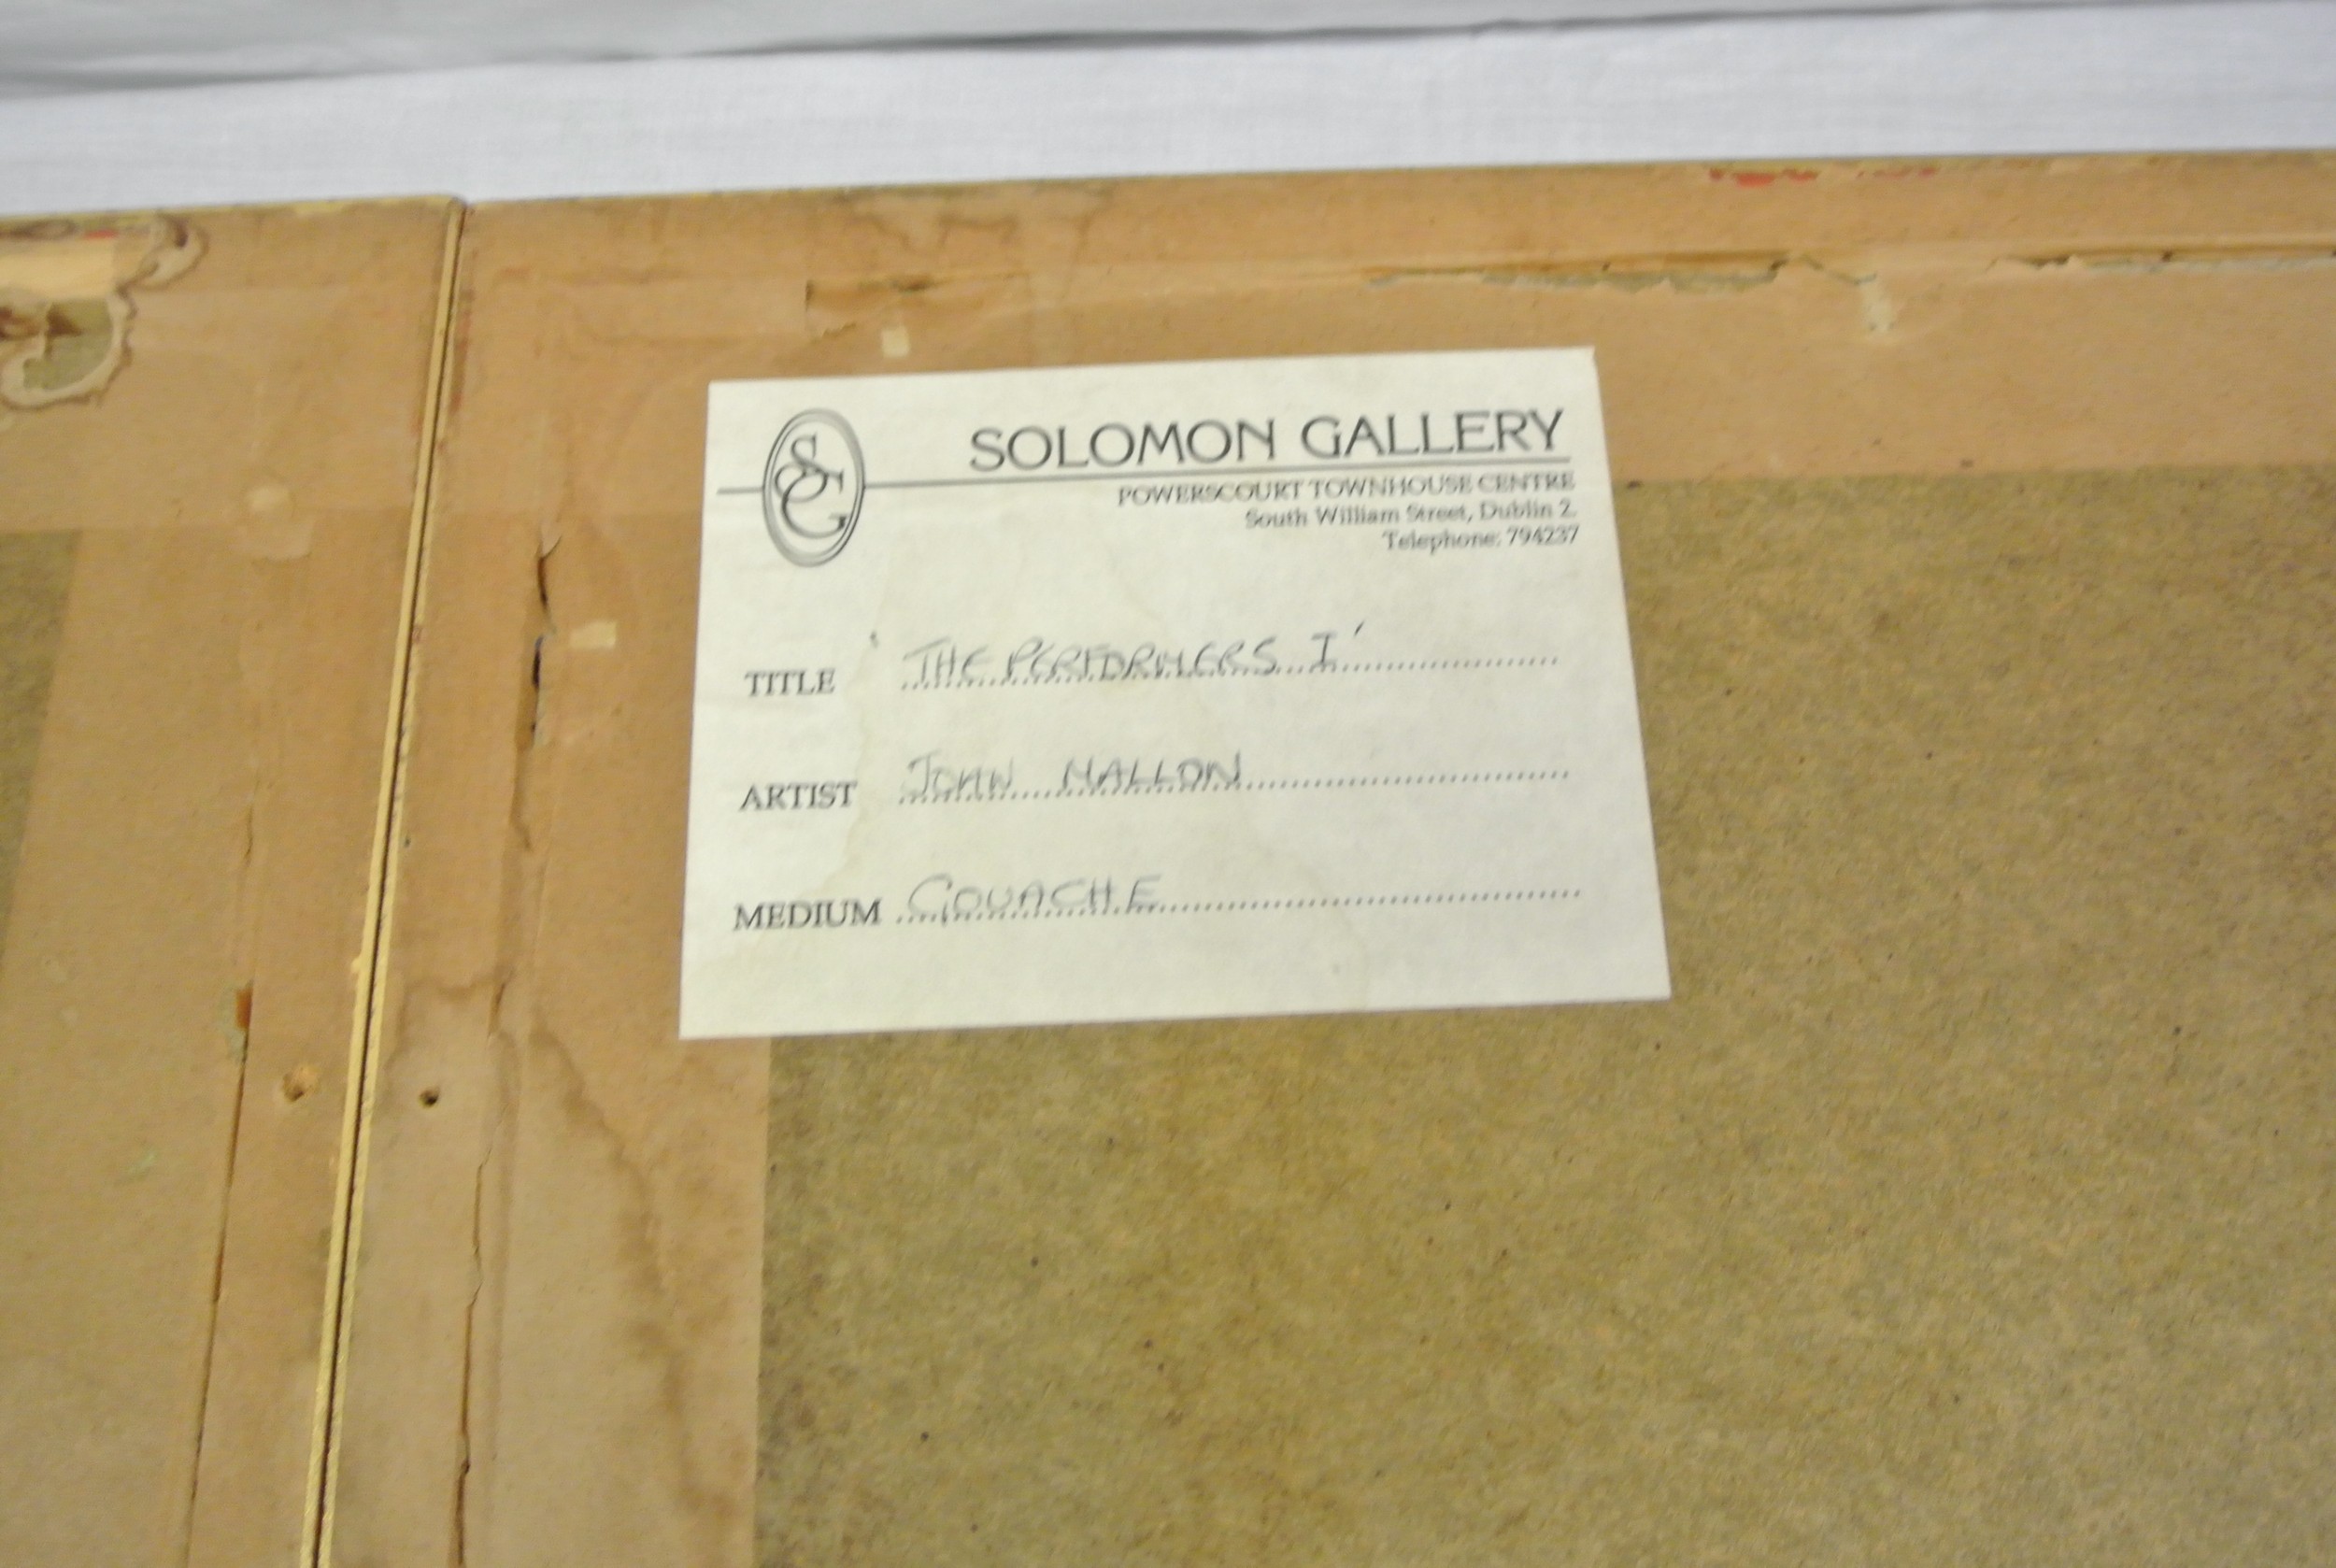 SG
SOLOMON GALLERY
POWERSCOURT TOWNHOUSE CENTRE
South William Street, Dublin 2.
Telephone: 794237
TITLE 'THE PERFORMERS I'
ARTIST JOHN HALLON
MEDIUM GOUACHE